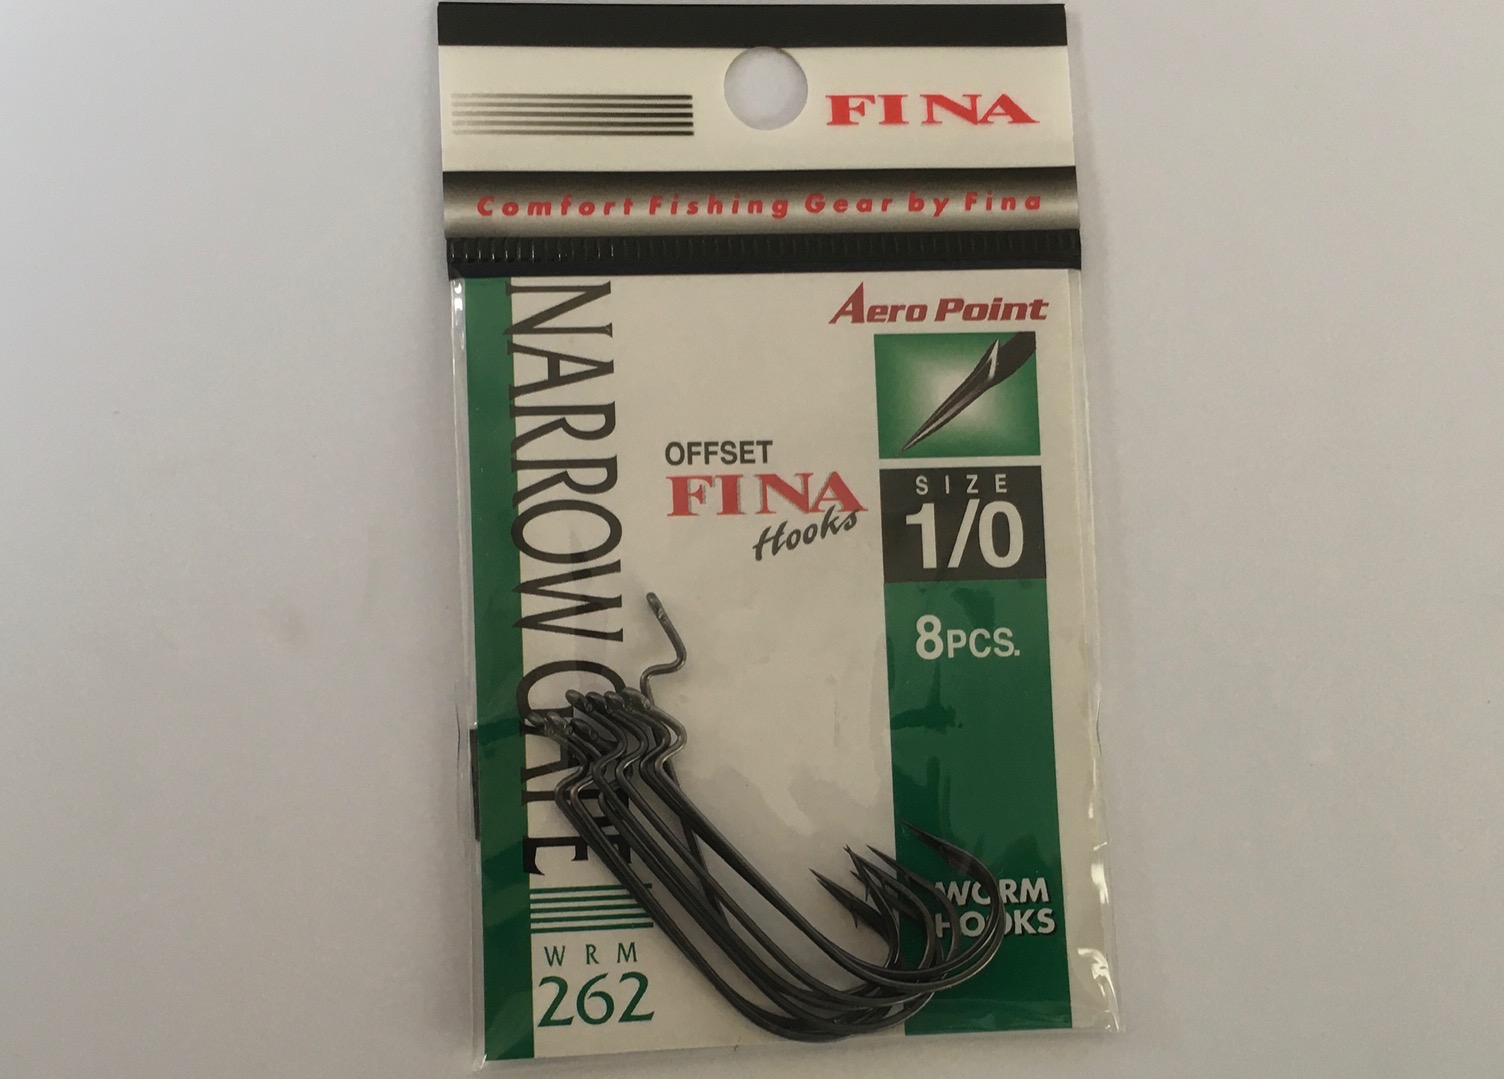 FINA
Comfort Fishing Gear by Fina
NARROW GAPE
Aero Point
OFFSET
FINA
Hooks
SIZE
1/0
8PCS.
WORM
HOOKS
WRM
262